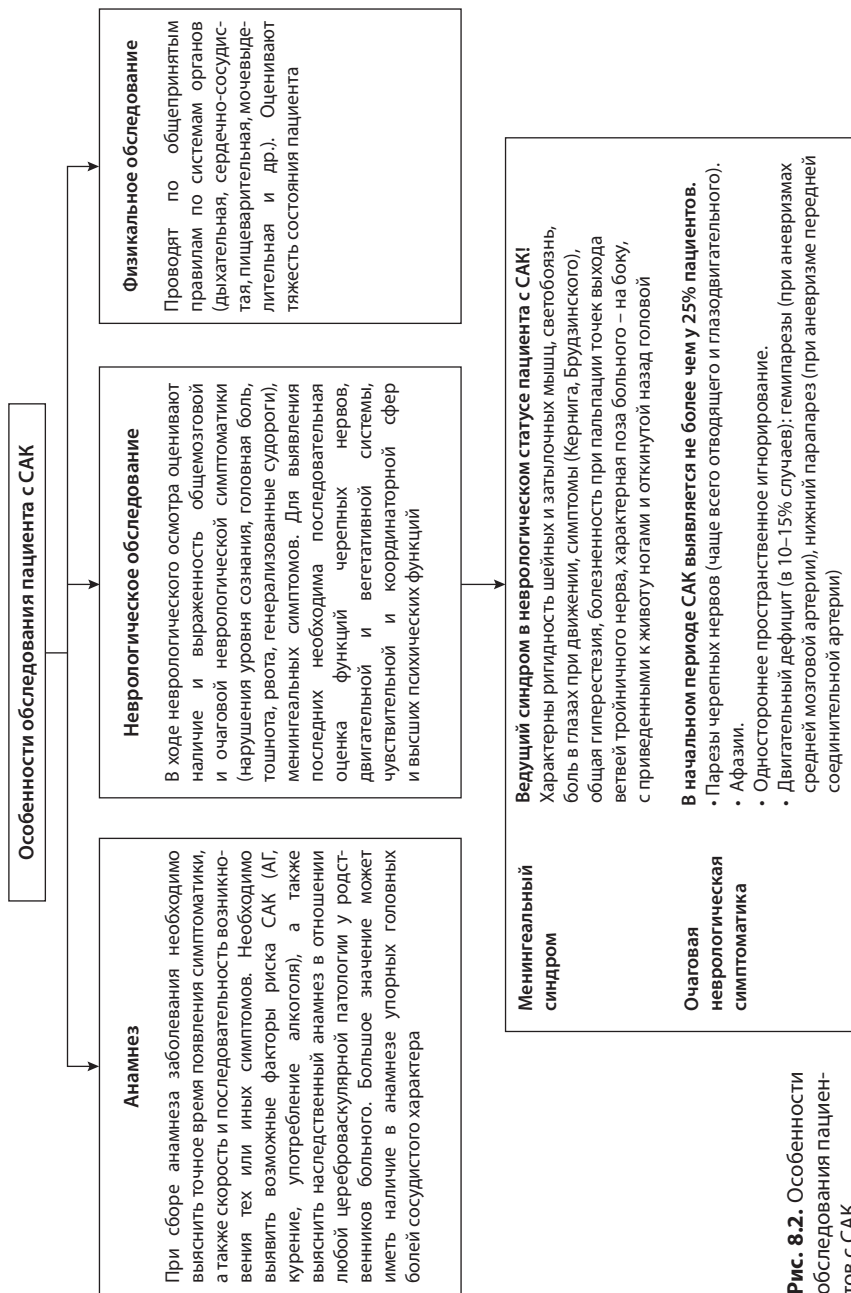 Особенности обследования пациента с САК
Анамнез
При сборе анамнеза заболевания необходимо
выяснить точное время появления симптоматики,
а также скорость и последовательность возникно-
вения тех или иных симптомов. Необходимо
выявить возможные факторы риска САК (АГ,
курение, употребление алкоголя), а также
выяснить наследственный анамнез в отношении
любой цереброваскулярной патологии у родст-
венников больного. Большое значение может
иметь наличие в анамнезе упорных головных
болей сосудистого характера
Неврологическое обследование
В ходе неврологического осмотра оценивают
наличие и выраженность общемозговой
и очаговой неврологической симптоматики
(нарушения уровня сознания, головная боль,
тошнота, рвота, генерализованные судороги),
менингеальных симптомов. Для выявления
последних необходима последовательная
оценка функций черепных нервов,
двигательной и вегетативной системы,
чувствительной и координаторной сфер
и высших психических функций
Физикальное обследование
Проводят по общепринятым
правилам по системам органов
(дыхательная, сердечно-сосудис-
тая, пищеварительная, мочевыде-
лительная и др.). Оценивают
тяжесть состояния пациента
Менингеальный
синдром
Ведущий синдром в неврологическом статусе пациента с САК!
Характерны ригидность шейных и затылочных мышц, светобоязнь,
боль в глазах при движении, симптомы (Кернига, Брудзинского),
общая гиперестезия, болезненность при пальпации точек выхода
ветвей тройничного нерва, характерная поза больного – на боку,
с приведенными к животу ногами и откинутой назад головой
Очаговая
неврологическая
симптоматика
В начальном периоде САК выявляется не более чем у 25% пациентов.
• Парезы черепных нервов (чаще всего отводящего и глазодвигательного).
• Афазии.
• Одностороннее пространственное игнорирование.
• Двигательный дефицит (в 10–15% случаев): гемипарезы (при аневризмах
средней мозговой артерии), нижний парапарез (при аневризме передней
соединительной артерии)
Рис. 8.2. Особенности
обследования пациен-
тов с САК